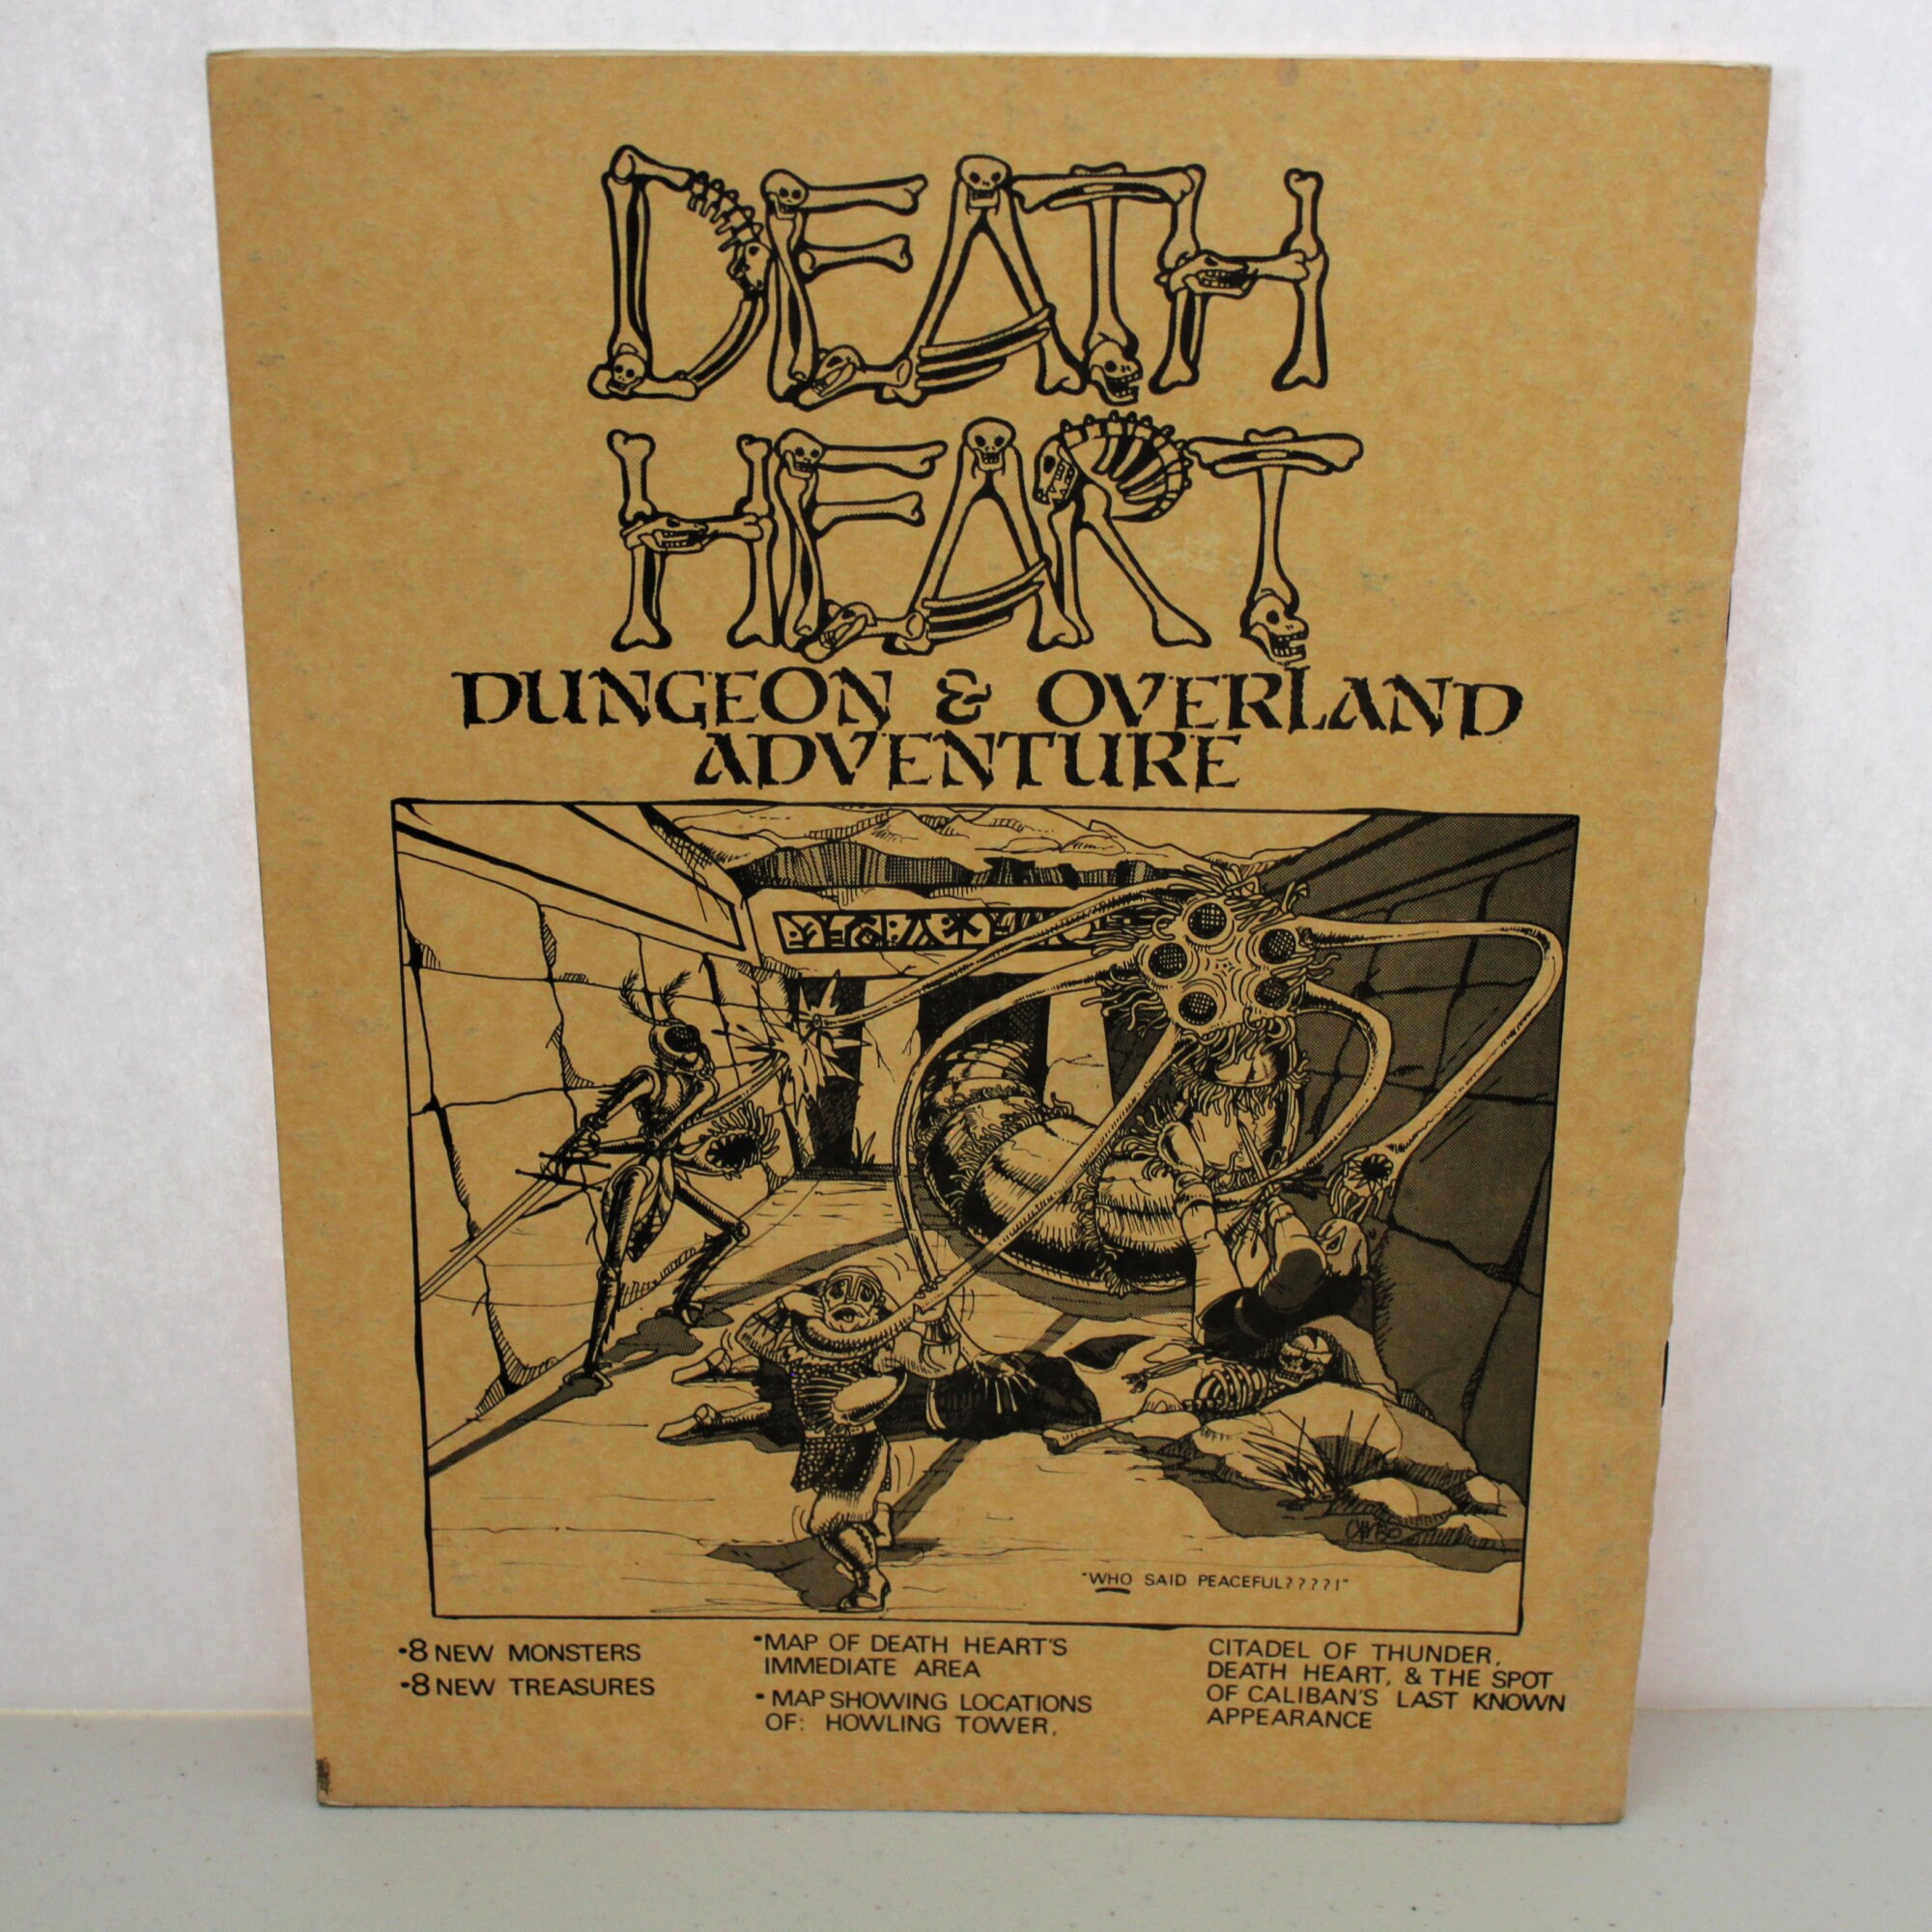 DEATH
HEART
DUNGEON & OVERLAND
ADVENTURE
"WHO SAID PEACEFUL????!"
•8 NEW MONSTERS
•8 NEW TREASURES
•MAP OF DEATH HEART'S
IMMEDIATE AREA
•MAP SHOWING LOCATIONS
OF: HOWLING TOWER,
CITADEL OF THUNDER,
DEATH HEART, & THE SPOT
OF CALIBAN'S LAST KNOWN
APPEARANCE